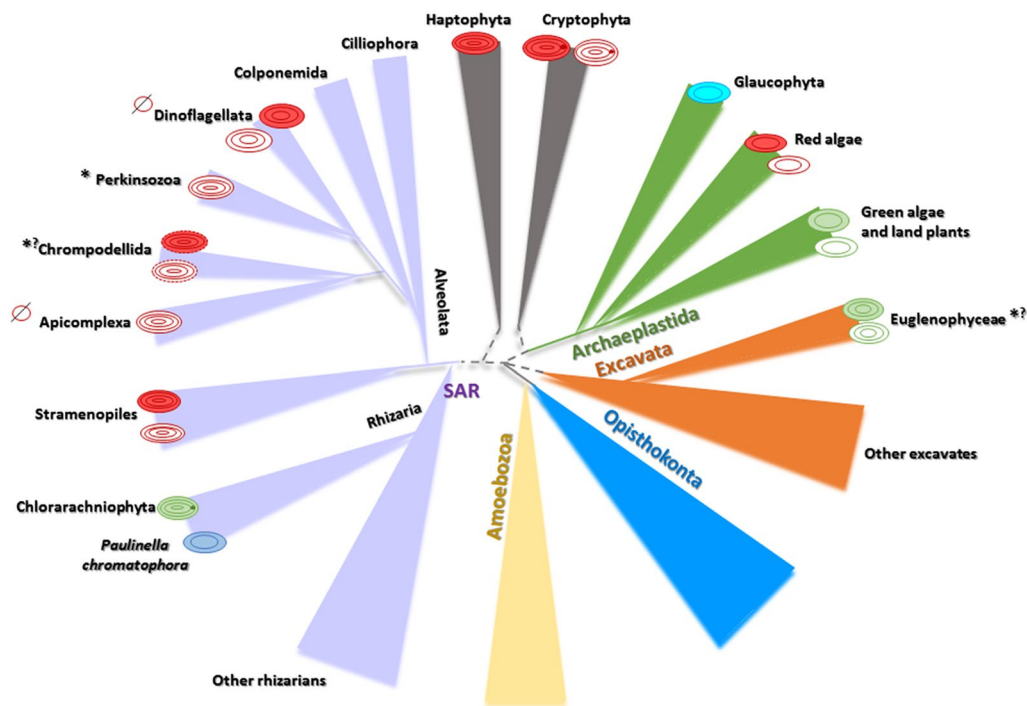 Haptophyta
Cryptophyta
Cilliophora
Colponemida
Glaucophyta
Dinoflagellata
Red algae
* Perkinsozoa
Green algae
and land plants
*?Chrompodellida
Alveolata
Apicomplexa
Euglenophyceae *?
Archaeplastida
Excavata
SAR
Stramenopiles
Rhizaria
Opisthokonta
Other excavates
Amoebozoa
Chlorarachniophyta
Paulinella
chromatophora
Other rhizarians